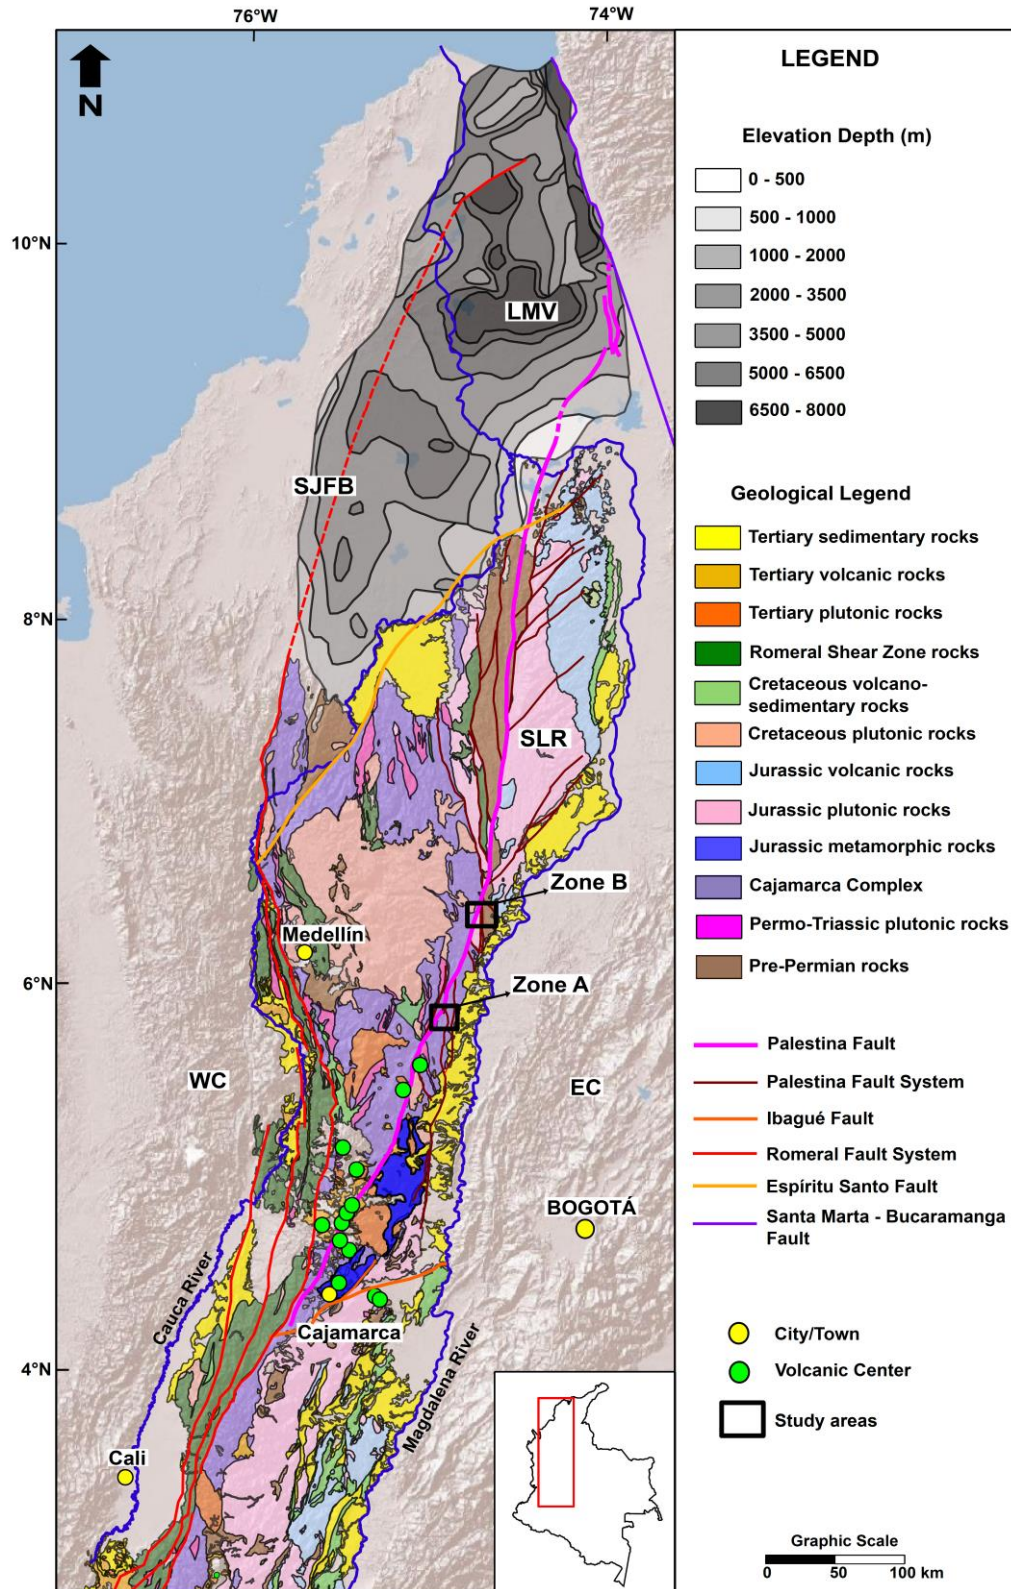 76°W
74°W
N
10°N
8°N
6°N
4°N
LMV
SJFB
SLR
Zone B
Medellín
Zone A
WC
EC
BOGOTÁ
Cauca River
Cajamarca
Magdalena River
Cali
LEGEND
Elevation Depth (m)
0 - 500
500 - 1000
1000 - 2000
2000 - 3500
3500 - 5000
5000 - 6500
6500 - 8000
Geological Legend
Tertiary sedimentary rocks
Tertiary volcanic rocks
Tertiary plutonic rocks
Romeral Shear Zone rocks
Cretaceous volcano-
sedimentary rocks
Cretaceous plutonic rocks
Jurassic volcanic rocks
Jurassic plutonic rocks
Jurassic metamorphic rocks
Cajamarca Complex
Permo-Triassic plutonic rocks
Pre-Permian rocks
Palestina Fault
Palestina Fault System
Ibagué Fault
Romeral Fault System
Espíritu Santo Fault
Santa Marta - Bucaramanga
Fault
City/Town
Volcanic Center
Study areas
Graphic Scale
0 50 100 km